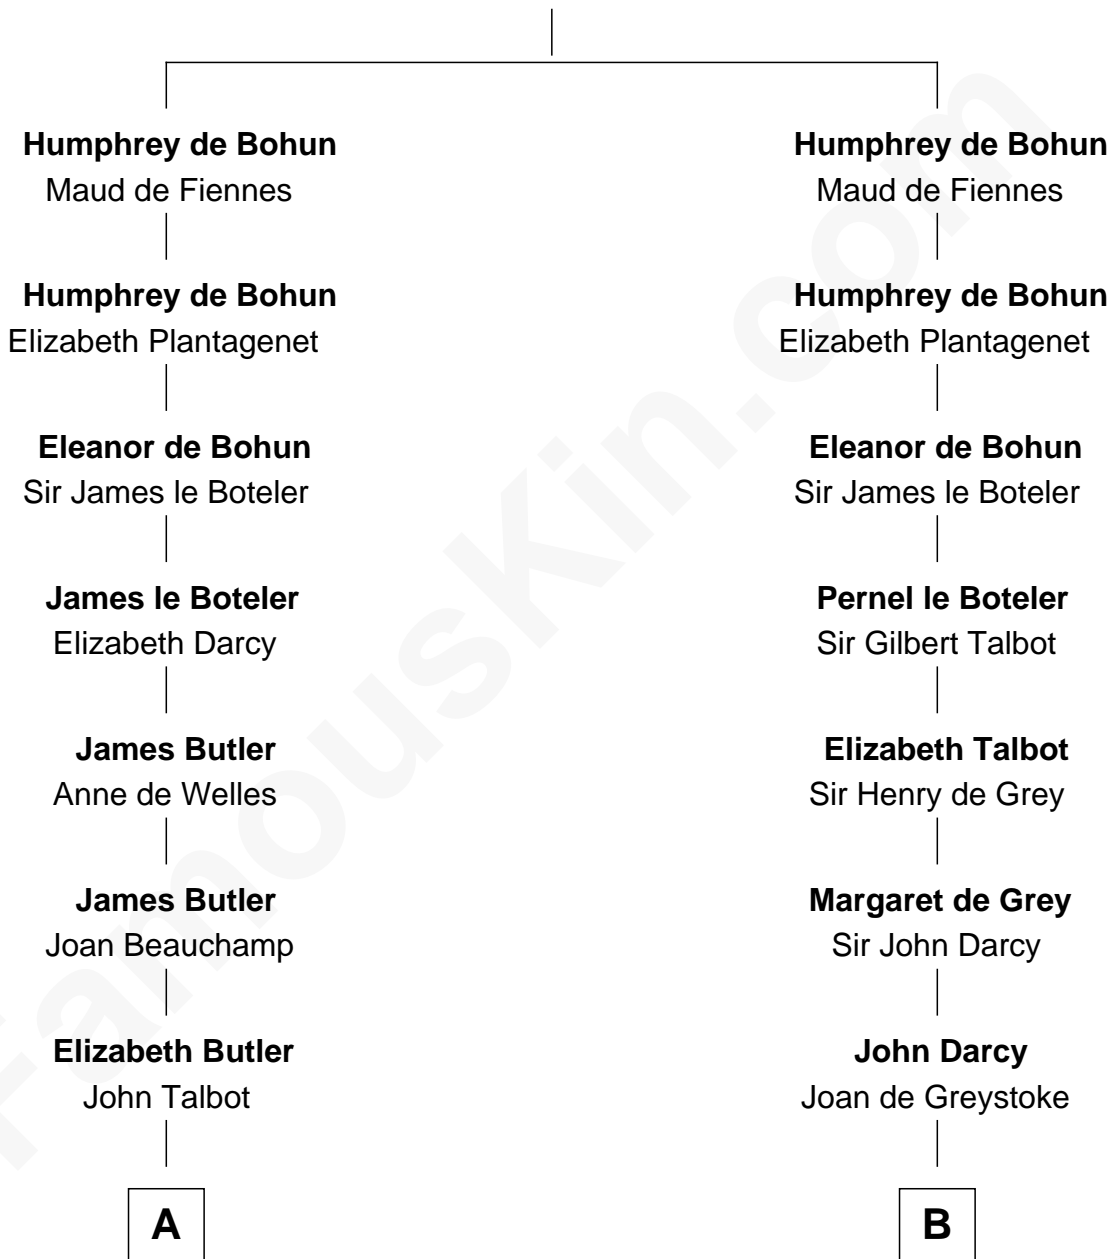 Humphrey de Bohun
Maud de Fiennes
Humphrey de Bohun
Elizabeth Plantagenet
Eleanor de Bohun
Sir James le Boteler
James le Boteler
Elizabeth Darcy
James Butler
Anne de Welles
James Butler
Joan Beauchamp
Elizabeth Butler
John Talbot
A
Humphrey de Bohun
Maud de Fiennes
Humphrey de Bohun
Elizabeth Plantagenet
Eleanor de Bohun
Sir James le Boteler
Pernel le Boteler
Sir Gilbert Talbot
Elizabeth Talbot
Sir Henry de Grey
Margaret de Grey
Sir John Darcy
John Darcy
Joan de Greystoke
B
FamousKin.com